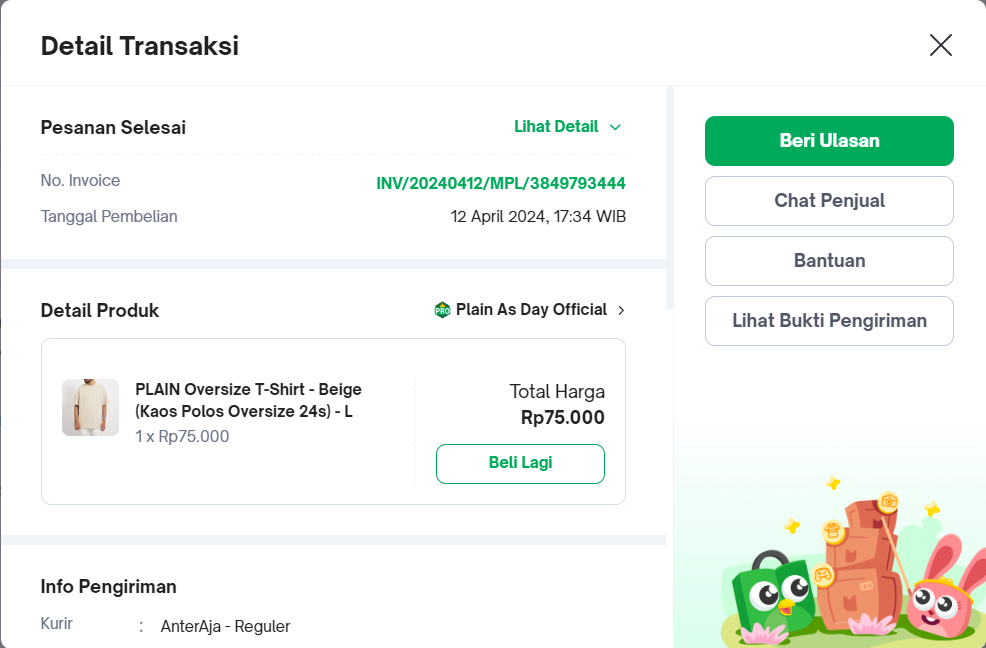 Detail Transaksi
Pesanan Selesai
Lihat Detail
No. Invoice
INV/20240412/MPL/3849793444
Tanggal Pembelian
12 April 2024, 17:34 WIB
Detail Produk
PRO Plain As Day Official
PLAIN Oversize T-Shirt - Beige
(Kaos Polos Oversize 24s) - L
1 x Rp75.000
Total Harga
Rp75.000
Beli Lagi
Info Pengiriman
Kurir : AnterAja - Reguler
Beri Ulasan
Chat Penjual
Bantuan
Lihat Bukti Pengiriman